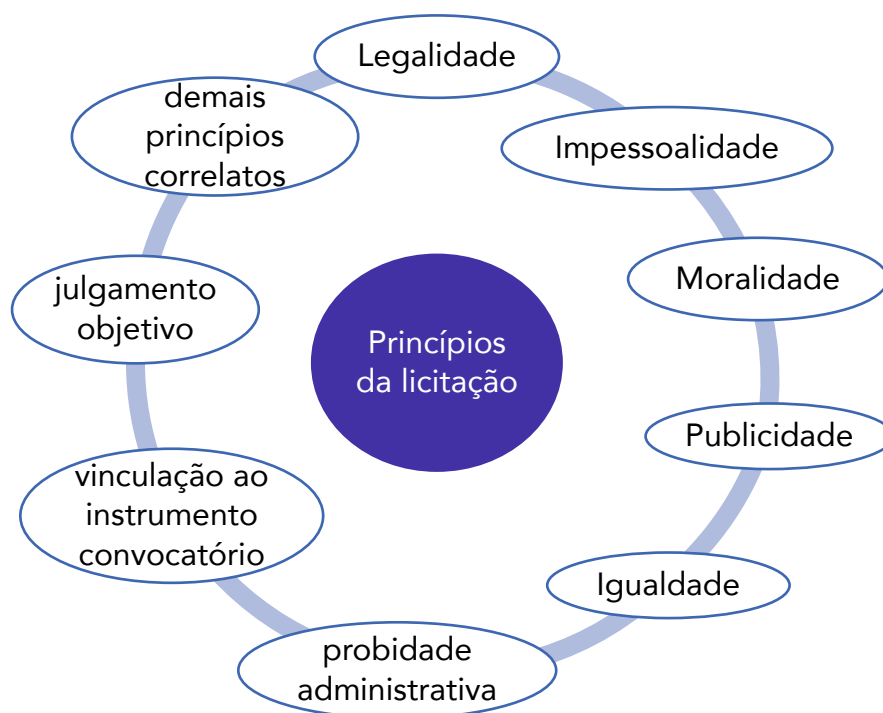 Legalidade
Impessoalidade
Moralidade
Publicidade
Igualdade
probidade
administrativa
vinculação ao
instrumento
convocatório
julgamento
objetivo
demais
princípios
correlatos
Princípios
da licitação